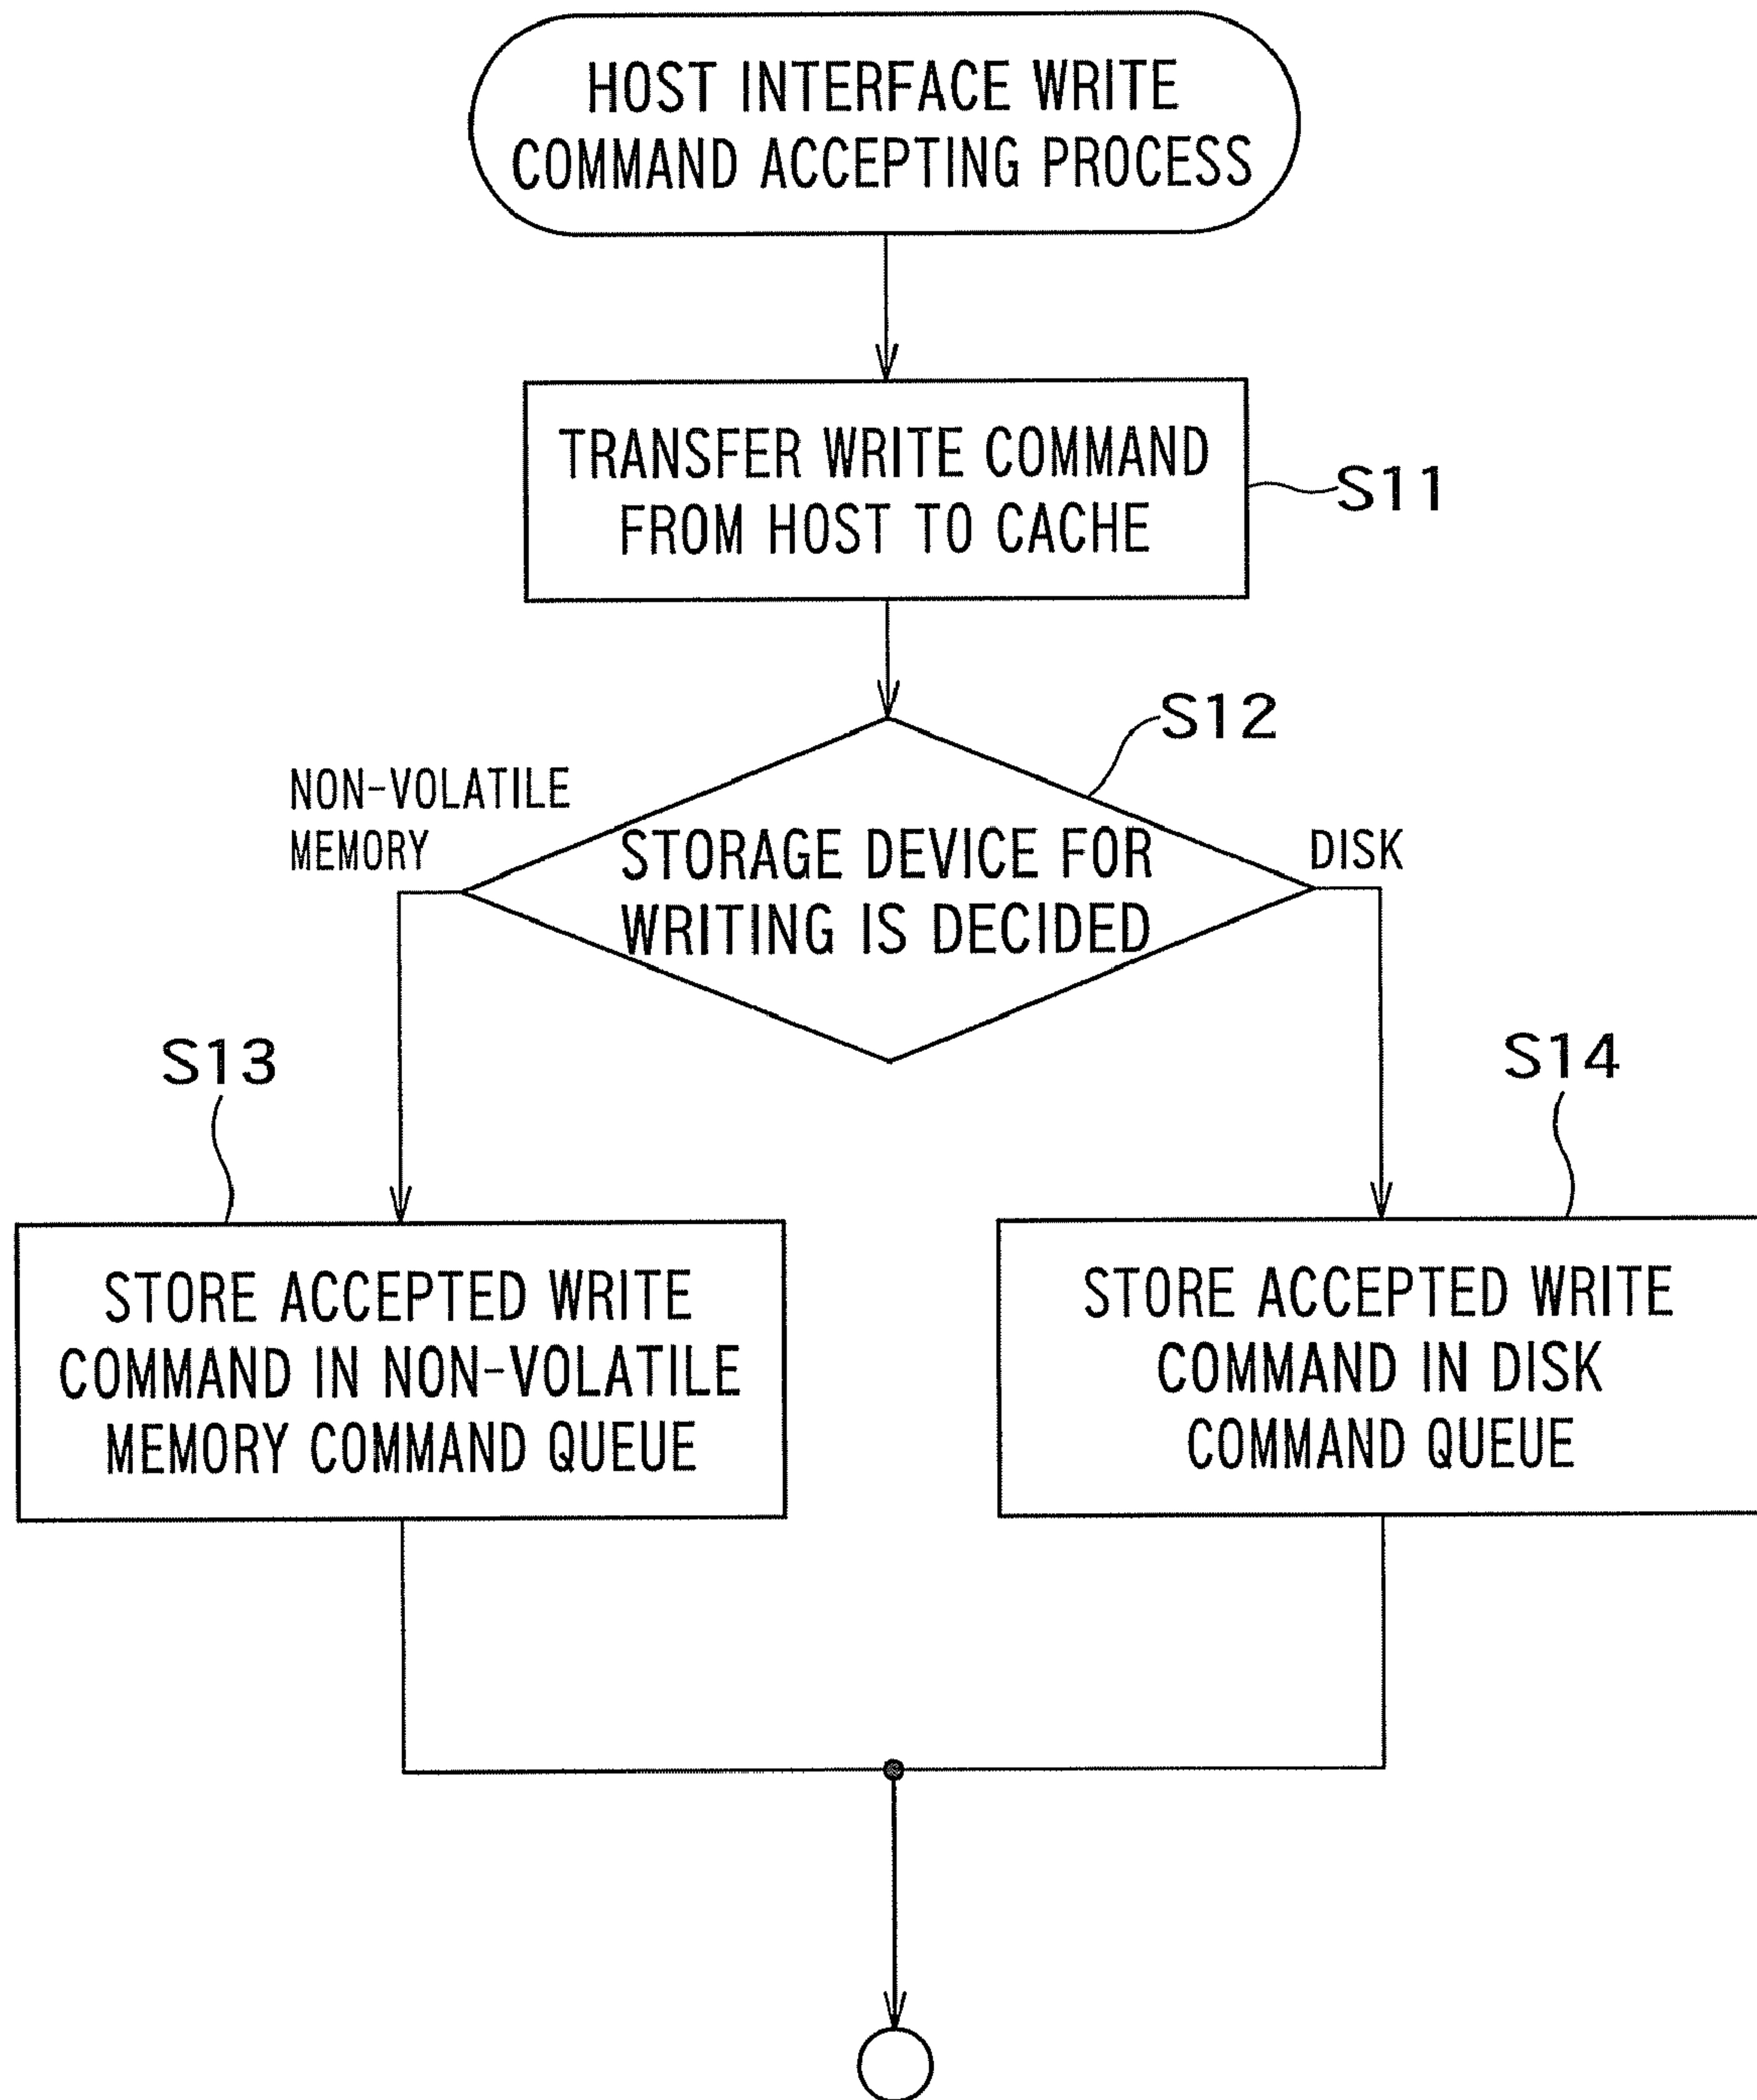 HOST INTERFACE WRITE
COMMAND ACCEPTING PROCESS
TRANSFER WRITE COMMAND
FROM HOST TO CACHE
S11
S12
NON-VOLATILE
MEMORY
STORAGE DEVICE FOR
WRITING IS DECIDED
DISK
S13
S14
STORE ACCEPTED WRITE
COMMAND IN NON-VOLATILE
MEMORY COMMAND QUEUE
STORE ACCEPTED WRITE
COMMAND IN DISK
COMMAND QUEUE